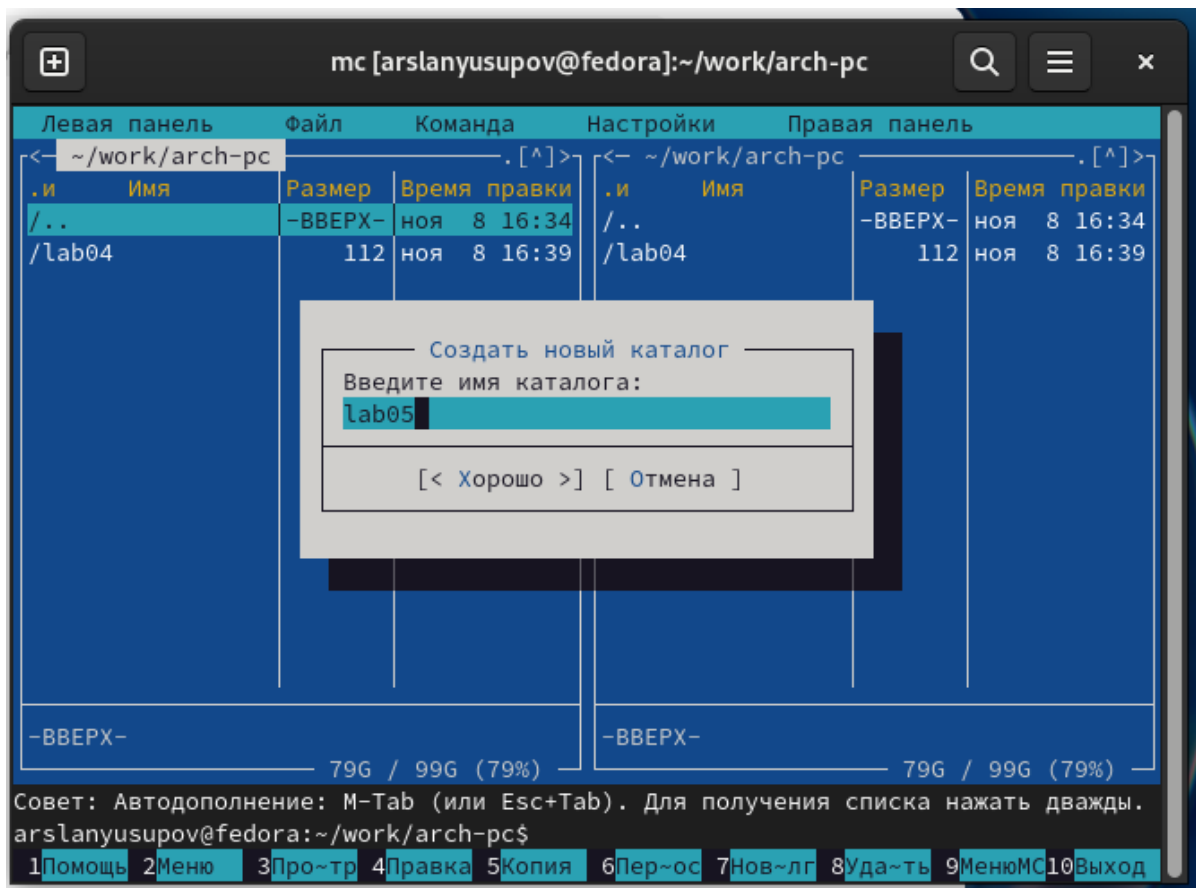 mc [arslanyusupov@fedora]:~/work/arch-pc
Левая панель Файл Команда Настройки Правая панель
<— ~/work/arch-pc .[^]> <— ~/work/arch-pc .[^]>
.и Имя Размер Время правки .и Имя Размер Время правки
/.. -ВВЕРХ- ноя 8 16:34 /.. -ВВЕРХ- ноя 8 16:34
/lab04 112 ноя 8 16:39 /lab04 112 ноя 8 16:39
Создать новый каталог
Введите имя каталога:
lab05
[< Хорошо >] [ Отмена ]
-ВВЕРХ- -ВВЕРХ-
79G / 99G (79%) 79G / 99G (79%)
Совет: Автодополнение: M-Tab (или Esc+Tab). Для получения списка нажать дважды.
arslanyusupov@fedora:~/work/arch-pc$
1Помощь 2Меню 3Про~тр 4Правка 5Копия 6Пер~ос 7Нов~лг 8Уда~ть 9МенюMC 10Выход